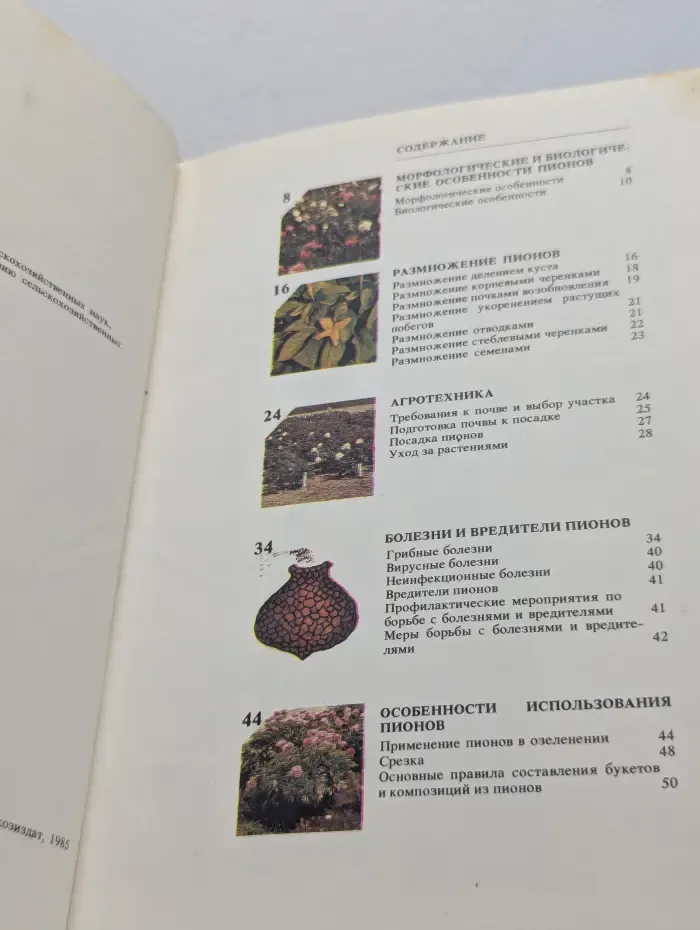 скохозяйственных наук,
нию сельскохозяйственных
козиздат, 1985
СОДЕРЖАНИЕ
8
МОРФОЛОГИЧЕСКИЕ И БИОЛОГИЧЕ-
СКИЕ ОСОБЕННОСТИ ПИОНОВ
Морфологические особенности 8
Биологические особенности 10
16
РАЗМНОЖЕНИЕ ПИОНОВ
Размножение делением куста 16
Размножение корневыми черенками 18
Размножение почками возобновления 19
Размножение укоренением растущих
побегов 21
Размножение отводками 21
Размножение стеблевыми черенками 22
Размножение семенами 23
24
АГРОТЕХНИКА
Требования к почве и выбор участка 24
Подготовка почвы к посадке 25
Посадка пионов 27
Уход за растениями 28
34
БОЛЕЗНИ И ВРЕДИТЕЛИ ПИОНОВ
Грибные болезни 34
Вирусные болезни 40
Неинфекционные болезни 40
Вредители пионов 41
Профилактические мероприятия по
борьбе с болезнями и вредителями 41
Меры борьбы с болезнями и вредите-
лями 42
44
ОСОБЕННОСТИ ИСПОЛЬЗОВАНИЯ
ПИОНОВ
Применение пионов в озеленении 44
Срезка 48
Основные правила составления букетов
и композиций из пионов 50